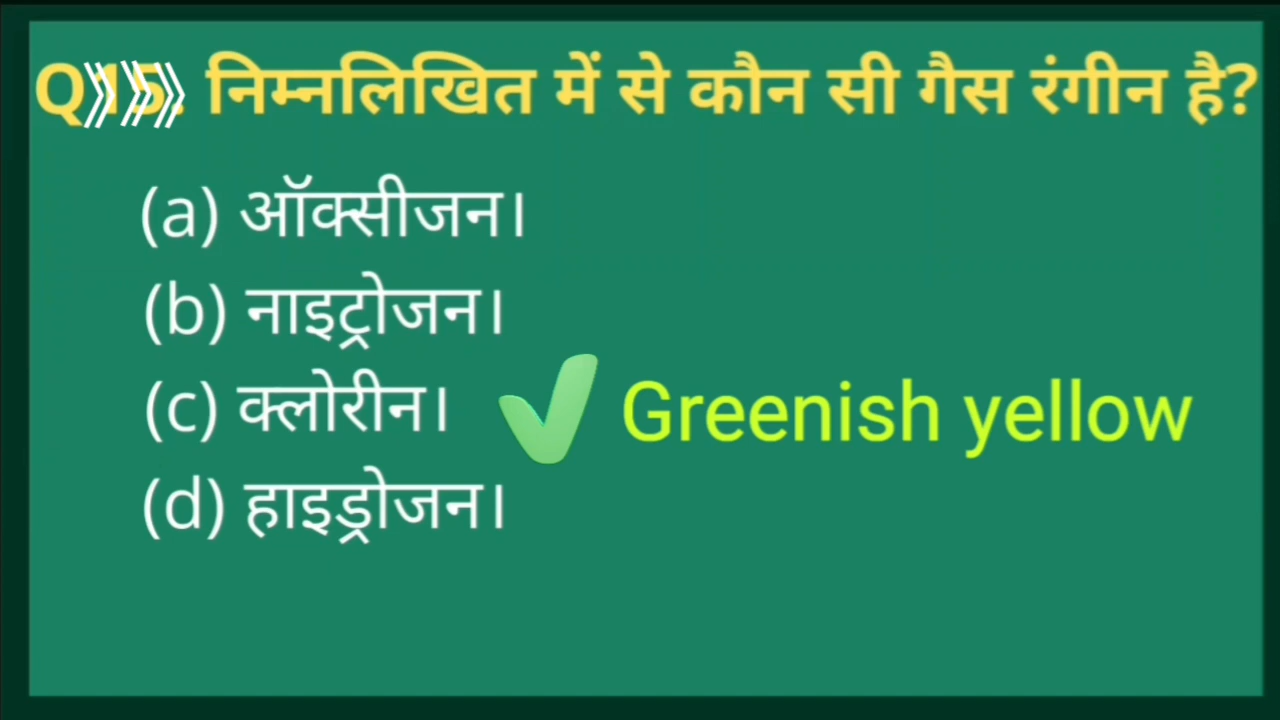 Q15. निम्नलिखित में से कौन सी गैस रंगीन है?
(a) ऑक्सीजन।
(b) नाइट्रोजन।
(c) क्लोरीन। Greenish yellow
(d) हाइड्रोजन।